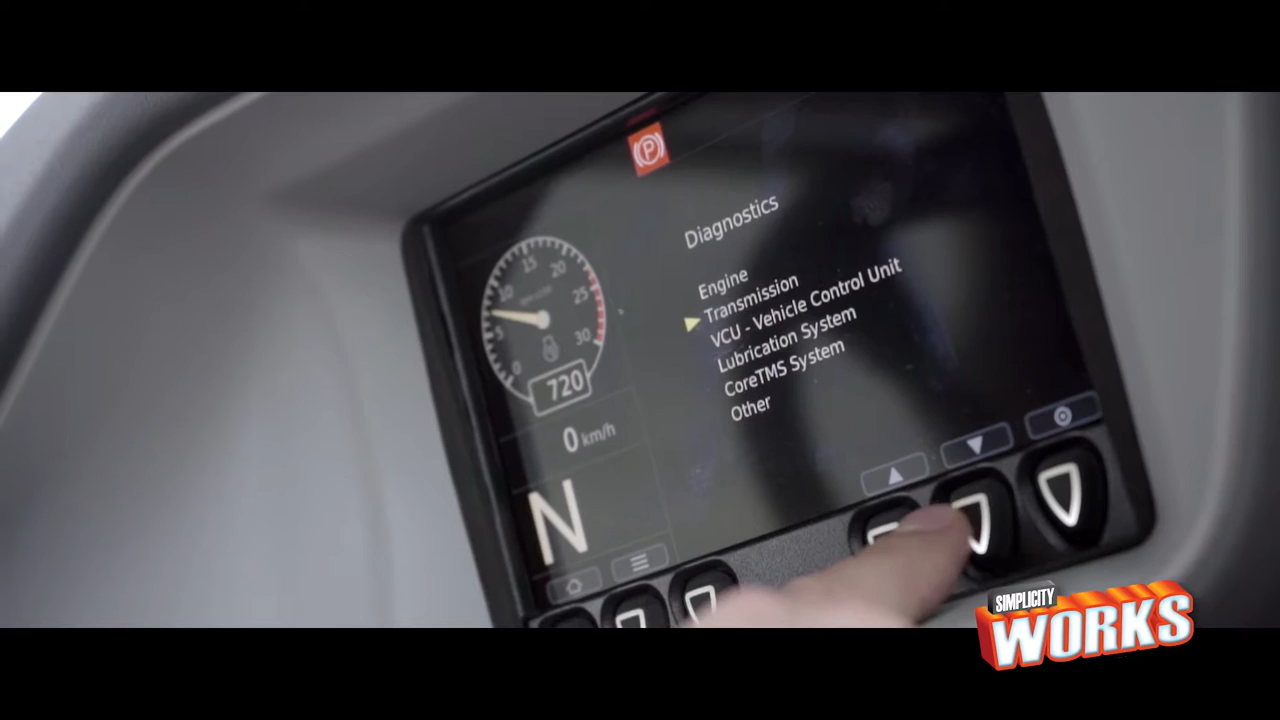 P
Diagnostics
Engine
Transmission
VCU - Vehicle Control Unit
Lubrication System
CoreTMS System
Other
0
5
10
15
20
25
30
720
0 km/h
N
SIMPLICITY
WORKS